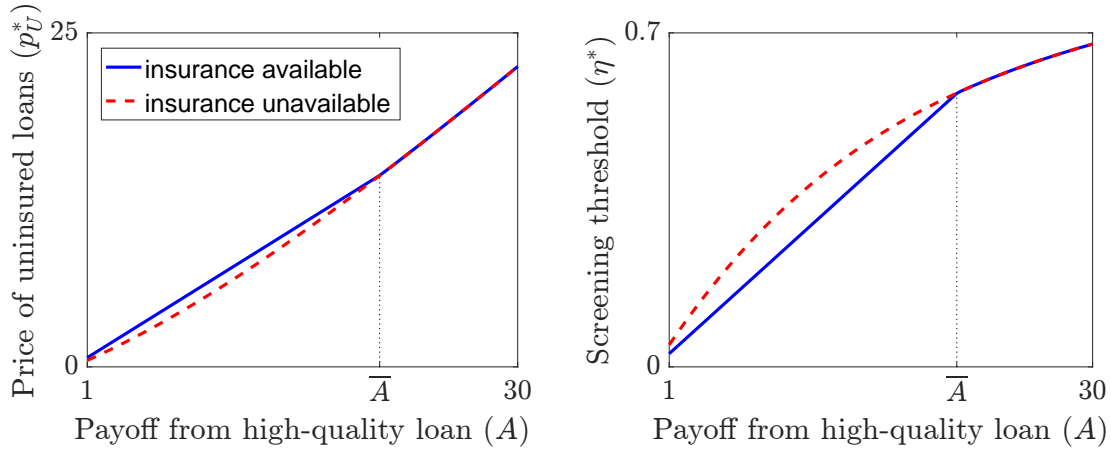 Price of uninsured loans (p*_U)
25
insurance available
insurance unavailable
0
1
A̅
30
Payoff from high-quality loan (A)
Screening threshold (η*)
0.7
0
1
A̅
30
Payoff from high-quality loan (A)